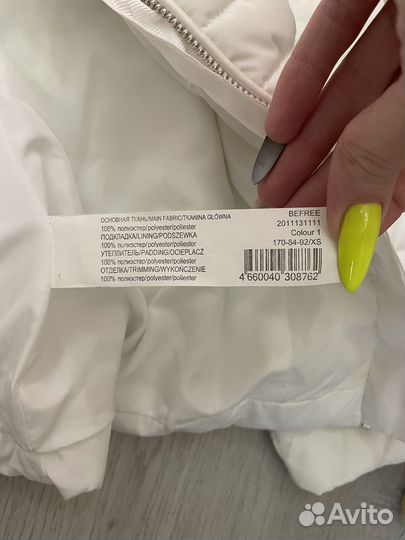 ОСНОВНАЯ ТКАНЬ/MAIN FABRIC/TKANINA GŁÓWNA
100% полиэстер/polyester/poliester
ПОДКЛАДКА/LINING/PODSZEWKA
100% полиэстер/polyester/poliester
УТЕПЛИТЕЛЬ/PADDING/OCIEPLACZ
100% полиэстер/polyester/poliester
ОТДЕЛКА/TRIMMING/WYKOŃCZENIE
100% полиэстер/polyester/poliester
BEFREE
2011131111
Colour 1
170-84-92/XS
4 660040 308762
Avito